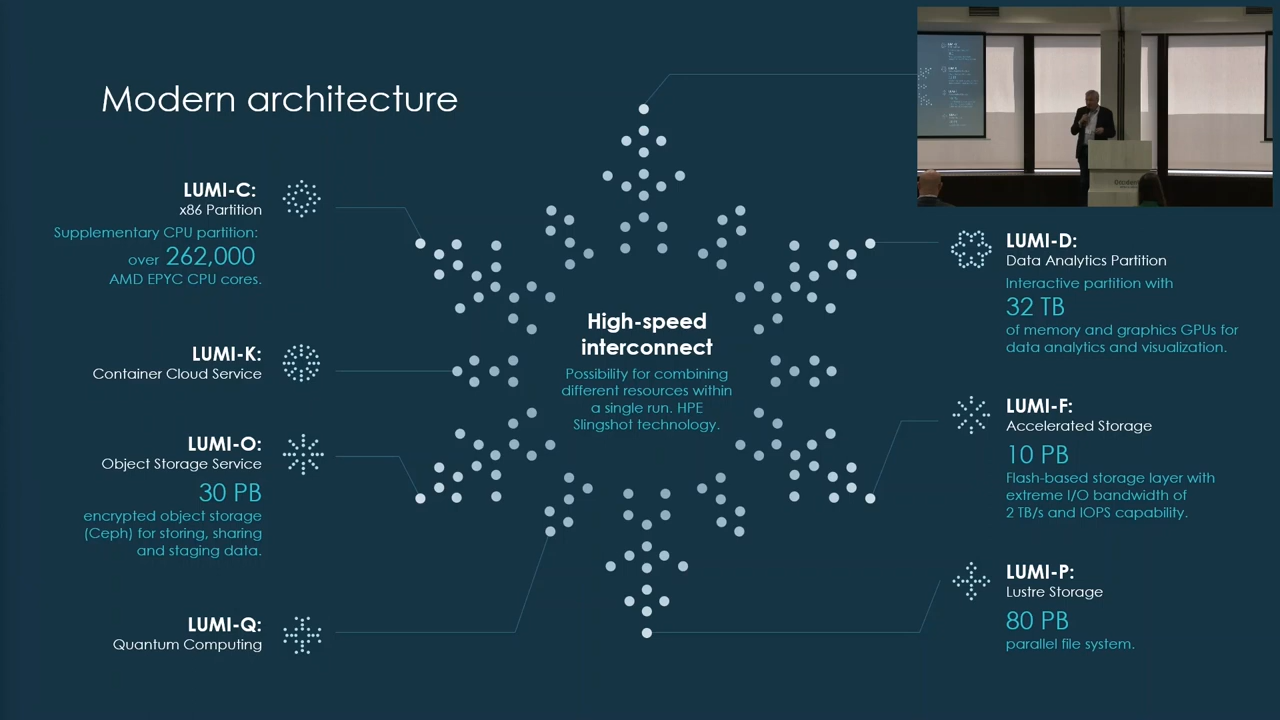 Modern architecture
LUMI-C:
x86 Partition
Supplementary CPU partition:
over 262,000
AMD EPYC CPU cores.
LUMI-K:
Container Cloud Service
LUMI-O:
Object Storage Service
30 PB
encrypted object storage
(Ceph) for storing, sharing
and staging data.
LUMI-Q:
Quantum Computing
High-speed
interconnect
Possibility for combining
different resources within
a single run. HPE
Slingshot technology.
LUMI-D:
Data Analytics Partition
Interactive partition with
32 TB
of memory and graphics GPUs for
data analytics and visualization.
LUMI-F:
Accelerated Storage
10 PB
Flash-based storage layer with
extreme I/O bandwidth of
2 TB/s and IOPS capability.
LUMI-P:
Lustre Storage
80 PB
parallel file system.